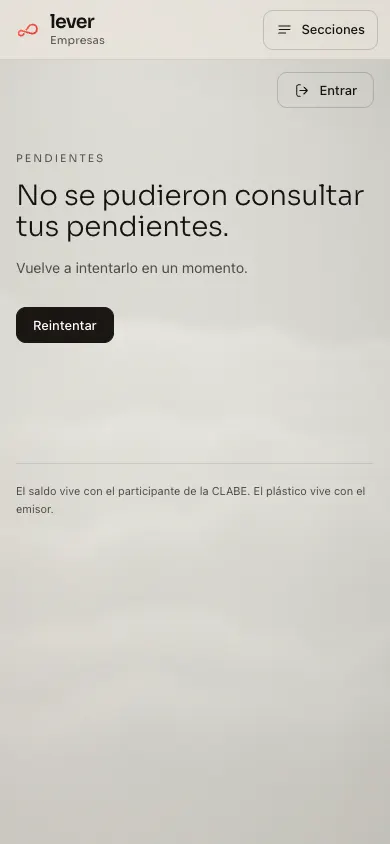 lever
Empresas
Secciones
Entrar
PENDIENTES
No se pudieron consultar
tus pendientes.
Vuelve a intentarlo en un momento.
Reintentar
El saldo vive con el participante de la CLABE. El plástico vive con el
emisor.